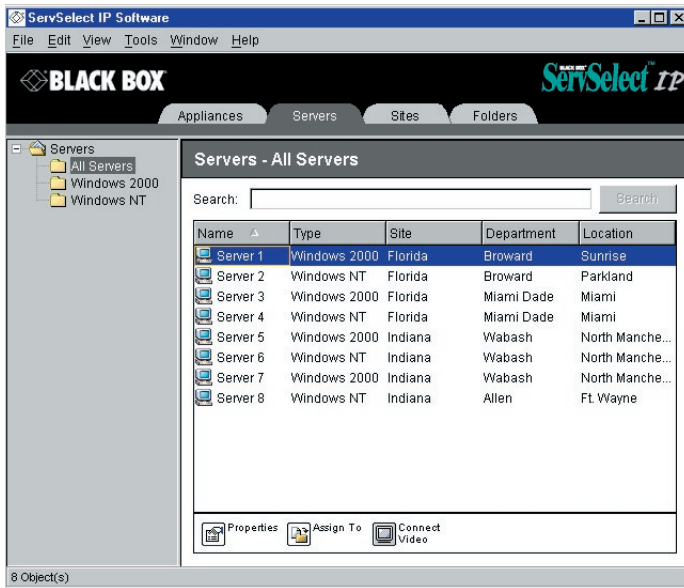 ServSelect IP Software
File Edit View Tools Window Help
BLACK BOX
BLACK BOX
ServSelect™ IP
Appliances Servers Sites Folders
Servers
All Servers
Windows 2000
Windows NT
Servers - All Servers
Search: Search
Name Type Site Department Location
Server 1 Windows 2000 Florida Broward Sunrise
Server 2 Windows NT Florida Broward Parkland
Server 3 Windows 2000 Florida Miami Dade Miami
Server 4 Windows NT Florida Miami Dade Miami
Server 5 Windows 2000 Indiana Wabash North Manche...
Server 6 Windows NT Indiana Wabash North Manche...
Server 7 Windows 2000 Indiana Wabash North Manche...
Server 8 Windows NT Indiana Allen Ft. Wayne
Properties Assign To Connect
Video
8 Object(s)